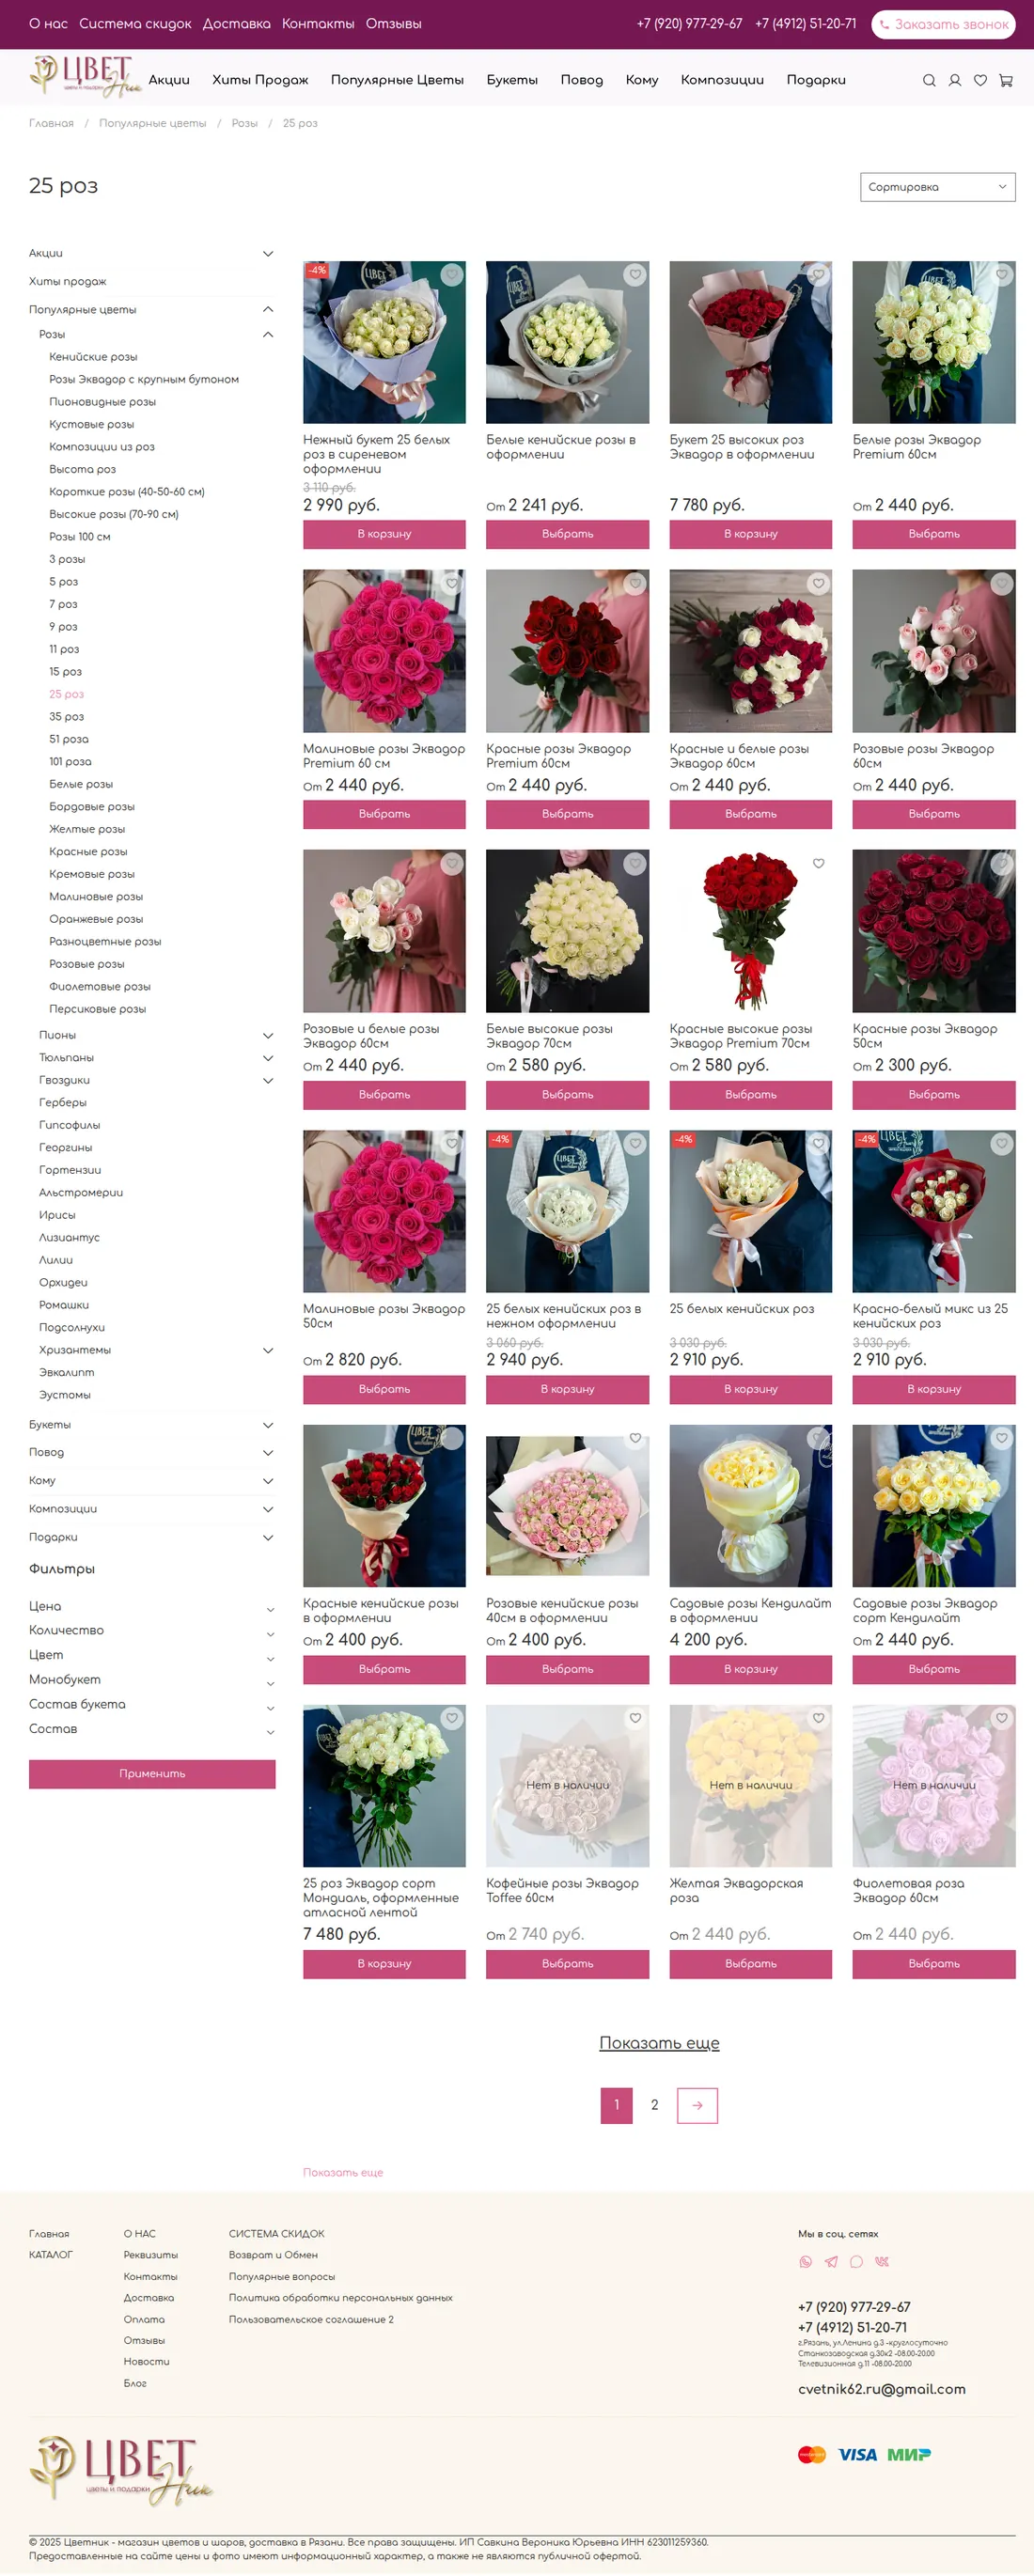 О нас Система скидок Доставка Контакты Отзывы +7 (920) 977-29-67 +7 (4912) 51-20-71 Заказать звонок
ЦВЕТ Ник
цветы и подарки
Акции Хиты Продаж Популярные Цветы Букеты Повод Кому Композиции Подарки
Главная / Популярные цветы / Розы / 25 роз
25 роз
Сортировка
Акции
Хиты продаж
Популярные цветы
Розы
Кенийские розы
Розы Эквадор с крупным бутоном
Пионовидные розы
Кустовые розы
Композиции из роз
Высота роз
Короткие розы (40-50-60 см)
Высокие розы (70-90 см)
Розы 100 см
3 розы
5 роз
7 роз
9 роз
11 роз
15 роз
25 роз
35 роз
51 роза
101 роза
Белые розы
Бордовые розы
Желтые розы
Красные розы
Кремовые розы
Малиновые розы
Оранжевые розы
Разноцветные розы
Розовые розы
Фиолетовые розы
Персиковые розы
Пионы
Тюльпаны
Гвоздики
Герберы
Гипсофилы
Георгины
Гортензии
Альстромерии
Ирисы
Лизиантус
Лилии
Орхидеи
Ромашки
Подсолнухи
Хризантемы
Эвкалипт
Эустомы
Букеты
Повод
Кому
Композиции
Подарки
Фильтры
Цена
Количество
Цвет
Монобукет
Состав букета
Состав
Применить
-4%
Нежный букет 25 белых
роз в сиреневом
оформлении
3 110 руб.
2 990 руб.
В корзину
Белые кенийские розы в
оформлении
От 2 241 руб.
Выбрать
Букет 25 высоких роз
Эквадор в оформлении
7 780 руб.
В корзину
Белые розы Эквадор
Premium 60см
От 2 440 руб.
Выбрать
Малиновые розы Эквадор
Premium 60 см
От 2 440 руб.
Выбрать
Красные розы Эквадор
Premium 60см
От 2 440 руб.
Выбрать
Красные и белые розы
Эквадор 60см
От 2 440 руб.
Выбрать
Розовые розы Эквадор
60см
От 2 440 руб.
Выбрать
Розовые и белые розы
Эквадор 60см
От 2 440 руб.
Выбрать
Белые высокие розы
Эквадор 70см
От 2 580 руб.
Выбрать
Красные высокие розы
Эквадор Premium 70см
От 2 580 руб.
Выбрать
Красные розы Эквадор
50см
От 2 300 руб.
Выбрать
Малиновые розы Эквадор
50см
От 2 820 руб.
Выбрать
-4%
25 белых кенийских роз в
нежном оформлении
3 060 руб.
2 940 руб.
В корзину
-4%
25 белых кенийских роз
3 030 руб.
2 910 руб.
В корзину
-4%
Красно-белый микс из 25
кенийских роз
3 030 руб.
2 910 руб.
В корзину
Красные кенийские розы
в оформлении
От 2 400 руб.
Выбрать
Розовые кенийские розы
40см в оформлении
От 2 400 руб.
Выбрать
Садовые розы Кендилайт
в оформлении
4 200 руб.
В корзину
Садовые розы Эквадор
сорт Кендилайт
От 2 440 руб.
Выбрать
25 роз Эквадор сорт
Мондиаль, оформленные
атласной лентой
7 480 руб.
В корзину
Нет в наличии
Кофейные розы Эквадор
Toffee 60см
От 2 740 руб.
Выбрать
Нет в наличии
Желтая Эквадорская
роза
От 2 440 руб.
Выбрать
Нет в наличии
Фиолетовая роза
Эквадор 60см
От 2 440 руб.
Выбрать
Показать еще
1 2 →
Показать еще
Главная
КАТАЛОГ
О НАС
Реквизиты
Контакты
Доставка
Оплата
Отзывы
Новости
Блог
СИСТЕМА СКИДОК
Возврат и Обмен
Популярные вопросы
Политика обработки персональных данных
Пользовательское соглашение 2
Мы в соц. сетях
+7 (920) 977-29-67
+7 (4912) 51-20-71
г.Рязань, ул.Ленина д.3 -круглосуточно
Станкозаводская д.30к2 -08.00-20.00
Телевизионная д.11 -08.00-20.00
cvetnik62.ru@gmail.com
ЦВЕТ Ник
цветы и подарки
VISA МИР
© 2025 Цветник - магазин цветов и шаров, доставка в Рязани. Все права защищены. ИП Савкина Вероника Юрьевна ИНН 623011259360.
Предоставленные на сайте цены и фото имеют информационный характер, а также не являются публичной офертой.